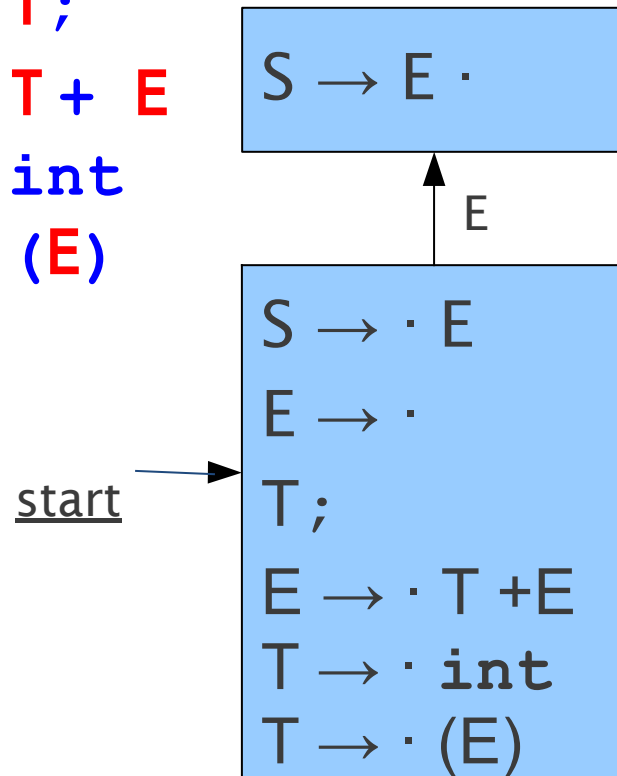 T;
T + E
int
(E)
S → E ·
E
start
S → · E
E → ·
T;
E → · T +E
T → · int
T → · (E)